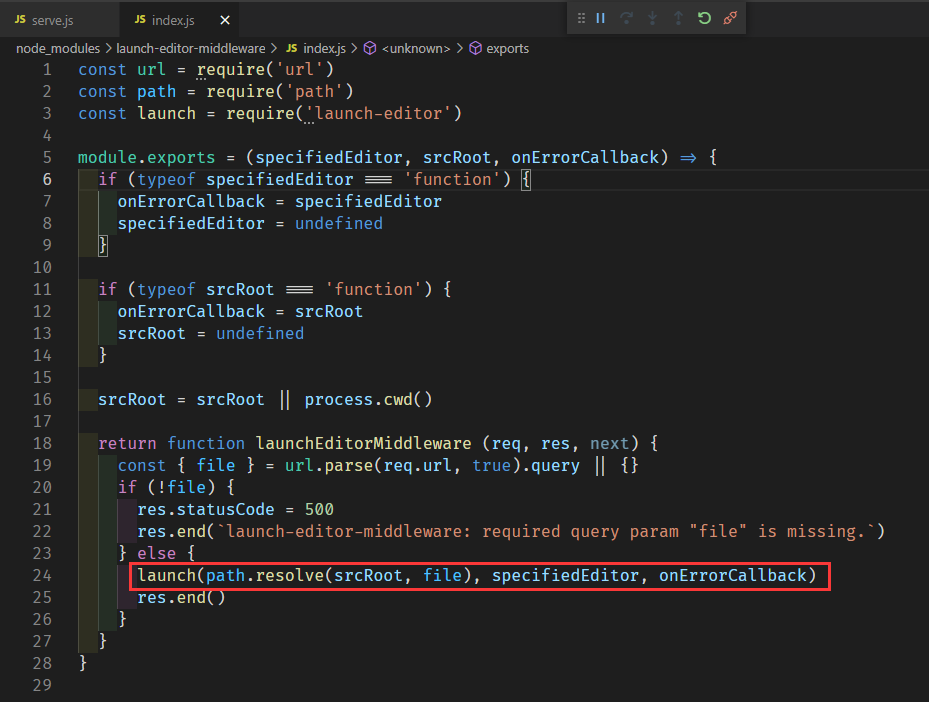 JS serve.js JS index.js
node_modules > launch-editor-middleware > JS index.js > <unknown> > exports
1 const url = require('url')
2 const path = require('path')
3 const launch = require('launch-editor')
4
5 module.exports = (specifiedEditor, srcRoot, onErrorCallback) => {
6 if (typeof specifiedEditor === 'function') {
7 onErrorCallback = specifiedEditor
8 specifiedEditor = undefined
9 }
10
11 if (typeof srcRoot === 'function') {
12 onErrorCallback = srcRoot
13 srcRoot = undefined
14 }
15
16 srcRoot = srcRoot || process.cwd()
17
18 return function launchEditorMiddleware (req, res, next) {
19 const { file } = url.parse(req.url, true).query || {}
20 if (!file) {
21 res.statusCode = 500
22 res.end(`launch-editor-middleware: required query param "file" is missing.`)
23 } else {
24 launch(path.resolve(srcRoot, file), specifiedEditor, onErrorCallback)
25 res.end()
26 }
27 }
28 }
29